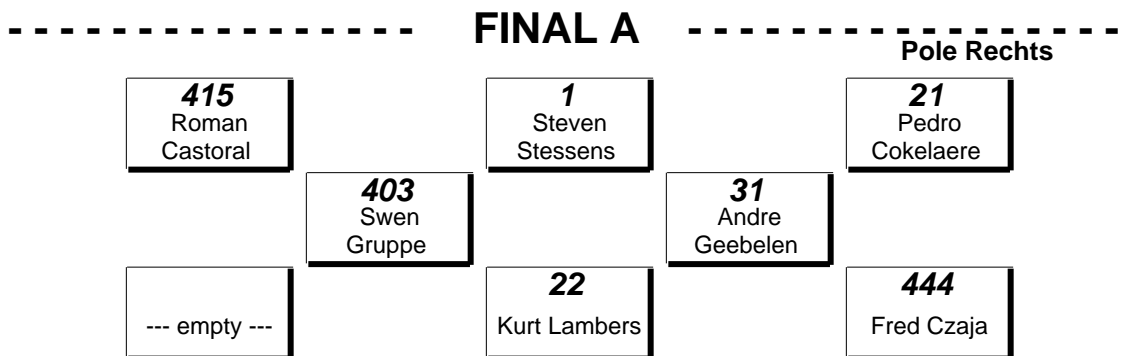 - - - - - - - - - - - - - - - - - FINAL A - - - - - - - - - - - - - - - - - -
Pole Rechts
415
Roman
Castoral
1
Steven
Stessens
21
Pedro
Cokelaere
403
Swen
Gruppe
31
Andre
Geebelen
--- empty ---
22
Kurt Lambers
444
Fred Czaja